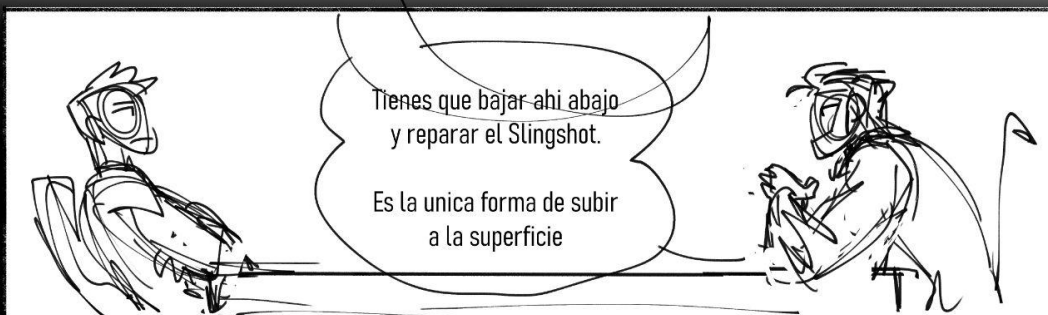 Tienes que bajar ahi abajo
y reparar el Slingshot.
Es la unica forma de subir
a la superficie